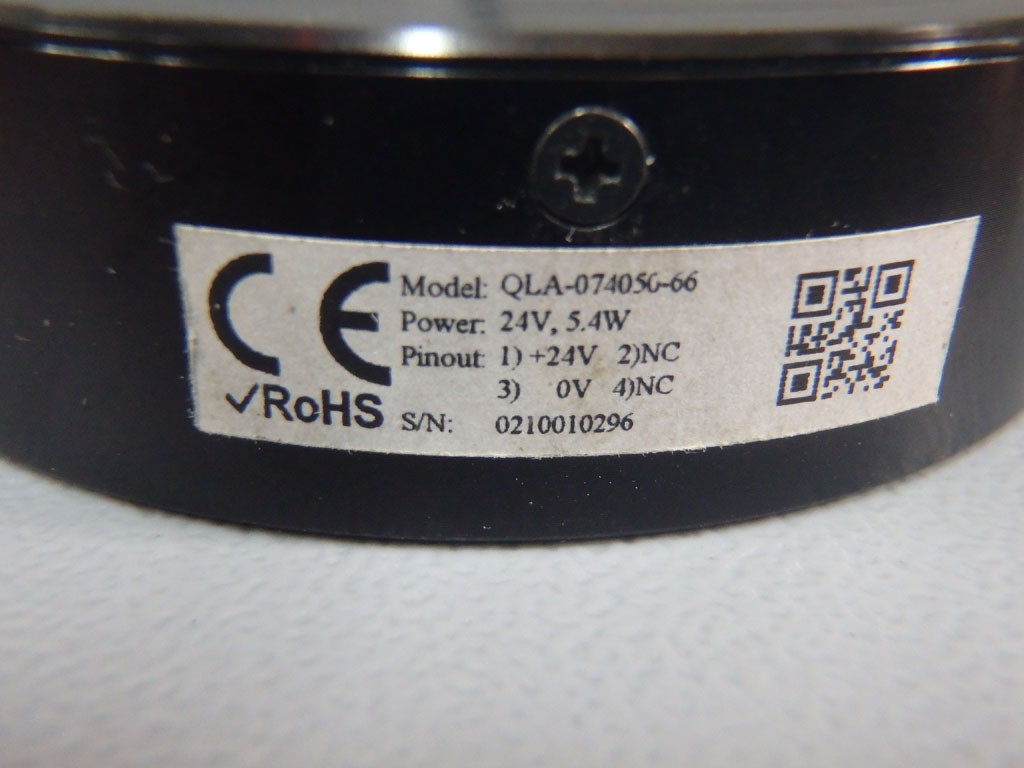 CE
Model: QLA-074050-66
Power: 24V, 5.4W
Pinout: 1) +24V 2)NC
3) 0V 4)NC
✓RoHS
S/N: 0210010296